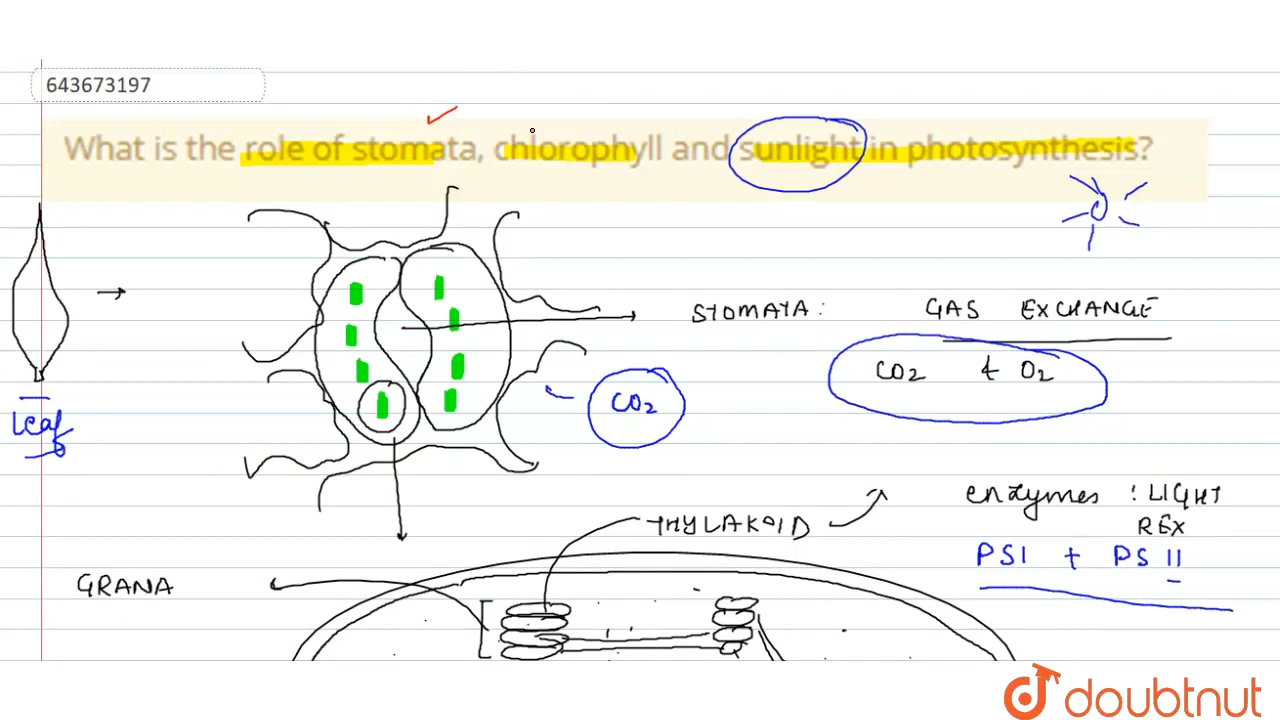 643673197
What is the role of stomata, chlorophyll and sunlight in photosynthesis?
STOMATA : GAS EXCHANGE
CO2 & O2
CO2
leaf
enzymes : LIGHT
REX
THYLAKOID
PSI + PS II
GRANA
doubtnut